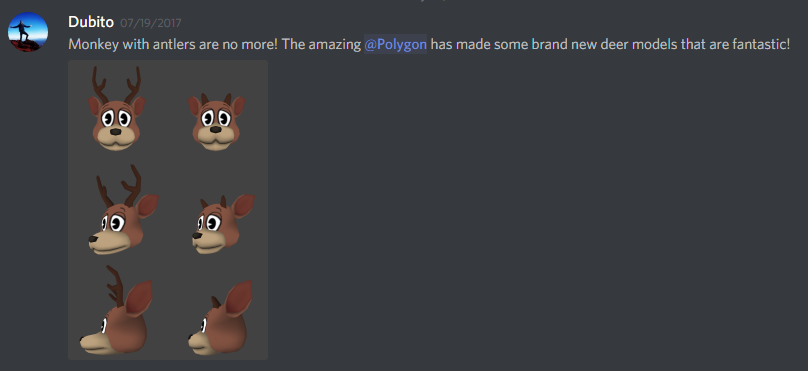 Dubito 07/19/2017
Monkey with antlers are no more! The amazing @Polygon has made some brand new deer models that are fantastic!